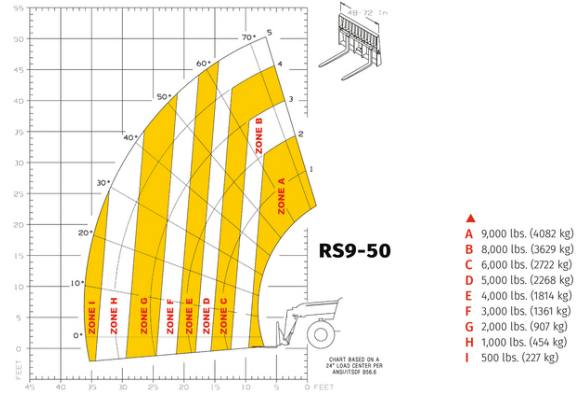 55
50
45
40
35
30
25
20
15
10
5
0
5
FEET
45 40 35 30 25 20 15 10 5 0 FEET
0°
10°
20°
30°
40°
50°
60°
70°
5
4
3
2
1
ZONE I
ZONE H
ZONE G
ZONE F
ZONE E
ZONE D
ZONE C
ZONE B
ZONE A
48-72 In
RS9-50
CHART BASED ON A
24" LOAD CENTER PER
ANSI/ITSDF B56.6
A 9,000 lbs. (4082 kg)
B 8,000 lbs. (3629 kg)
C 6,000 lbs. (2722 kg)
D 5,000 lbs. (2268 kg)
E 4,000 lbs. (1814 kg)
F 3,000 lbs. (1361 kg)
G 2,000 lbs. (907 kg)
H 1,000 lbs. (454 kg)
I 500 lbs. (227 kg)